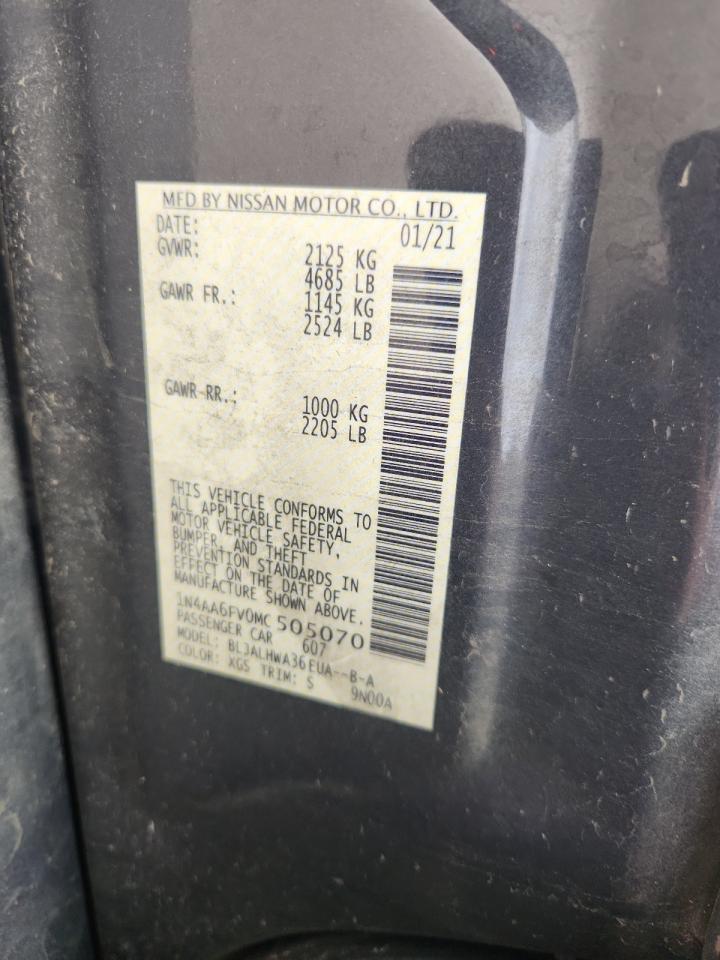 MFD BY NISSAN MOTOR CO., LTD.
DATE: 01/21
GVWR: 2125 KG
4685 LB
GAWR FR.: 1145 KG
2524 LB
GAWR-RR.: 1000 KG
2205 LB
THIS VEHICLE CONFORMS TO
ALL APPLICABLE FEDERAL
MOTOR VEHICLE SAFETY,
BUMPER, AND THEFT
PREVENTION STANDARDS IN
EFFECT ON THE DATE OF
MANUFACTURE SHOWN ABOVE.
1N4AA6FV0MC 505070
PASSENGER CAR 607
MODEL: BL3ALHWA36EUA--B-A
COLOR: XGS TRIM: S 9N00A